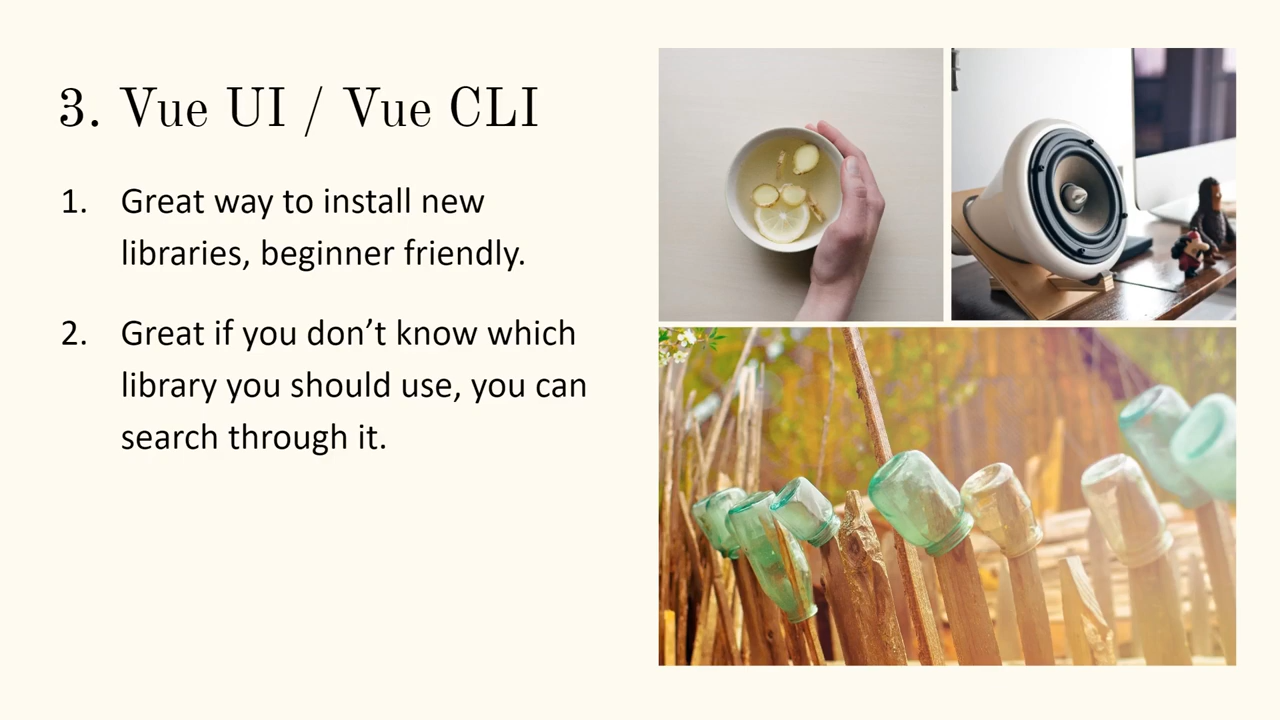 3. Vue UI / Vue CLI
1. Great way to install new
libraries, beginner friendly.
2. Great if you don’t know which
library you should use, you can
search through it.